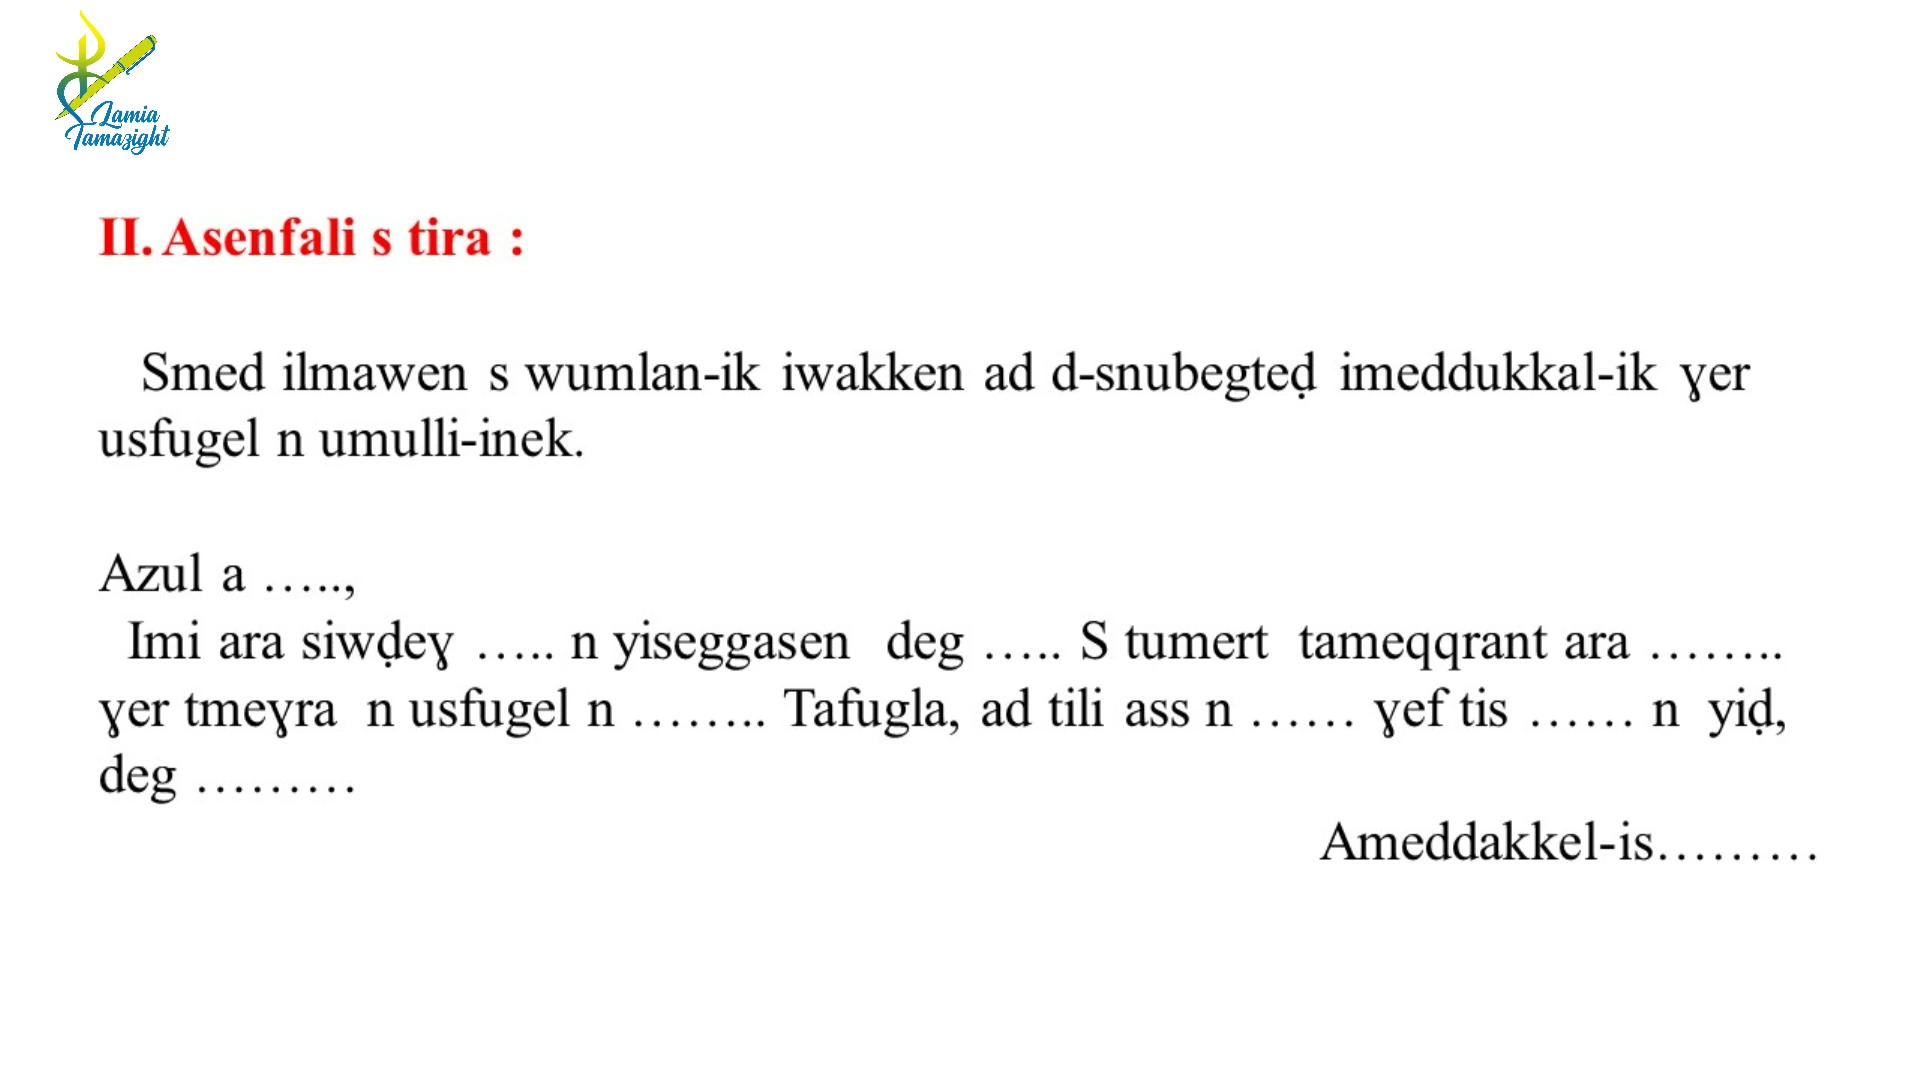 Lamia
Tamazight
II. Asenfali s tira :
Smed ilmawen s wumlan-ik iwakken ad d-snubegteḍ imeddukkal-ik ɣer
usfugel n umulli-inek.
Azul a …..,
Imi ara siwḍeɣ ….. n yiseggasen deg ….. S tumert tameqqrant ara ……..
ɣer tmeɣra n usfugel n …….. Tafugla, ad tili ass n …… ɣef tis …… n yiḍ,
deg ………
Ameddakkel-is………